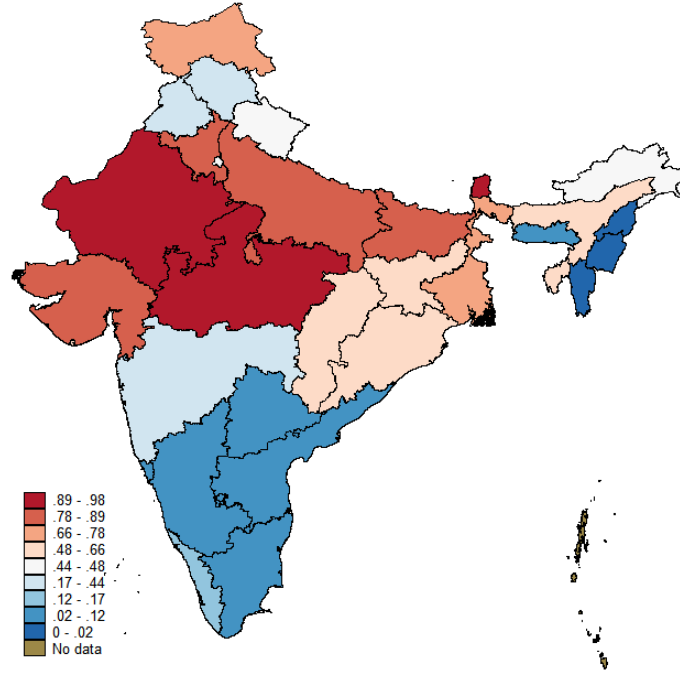 .89 - .98
.78 - .89
.66 - .78
.48 - .66
.44 - .48
.17 - .44
.12 - .17
.02 - .12
0 - .02
No data